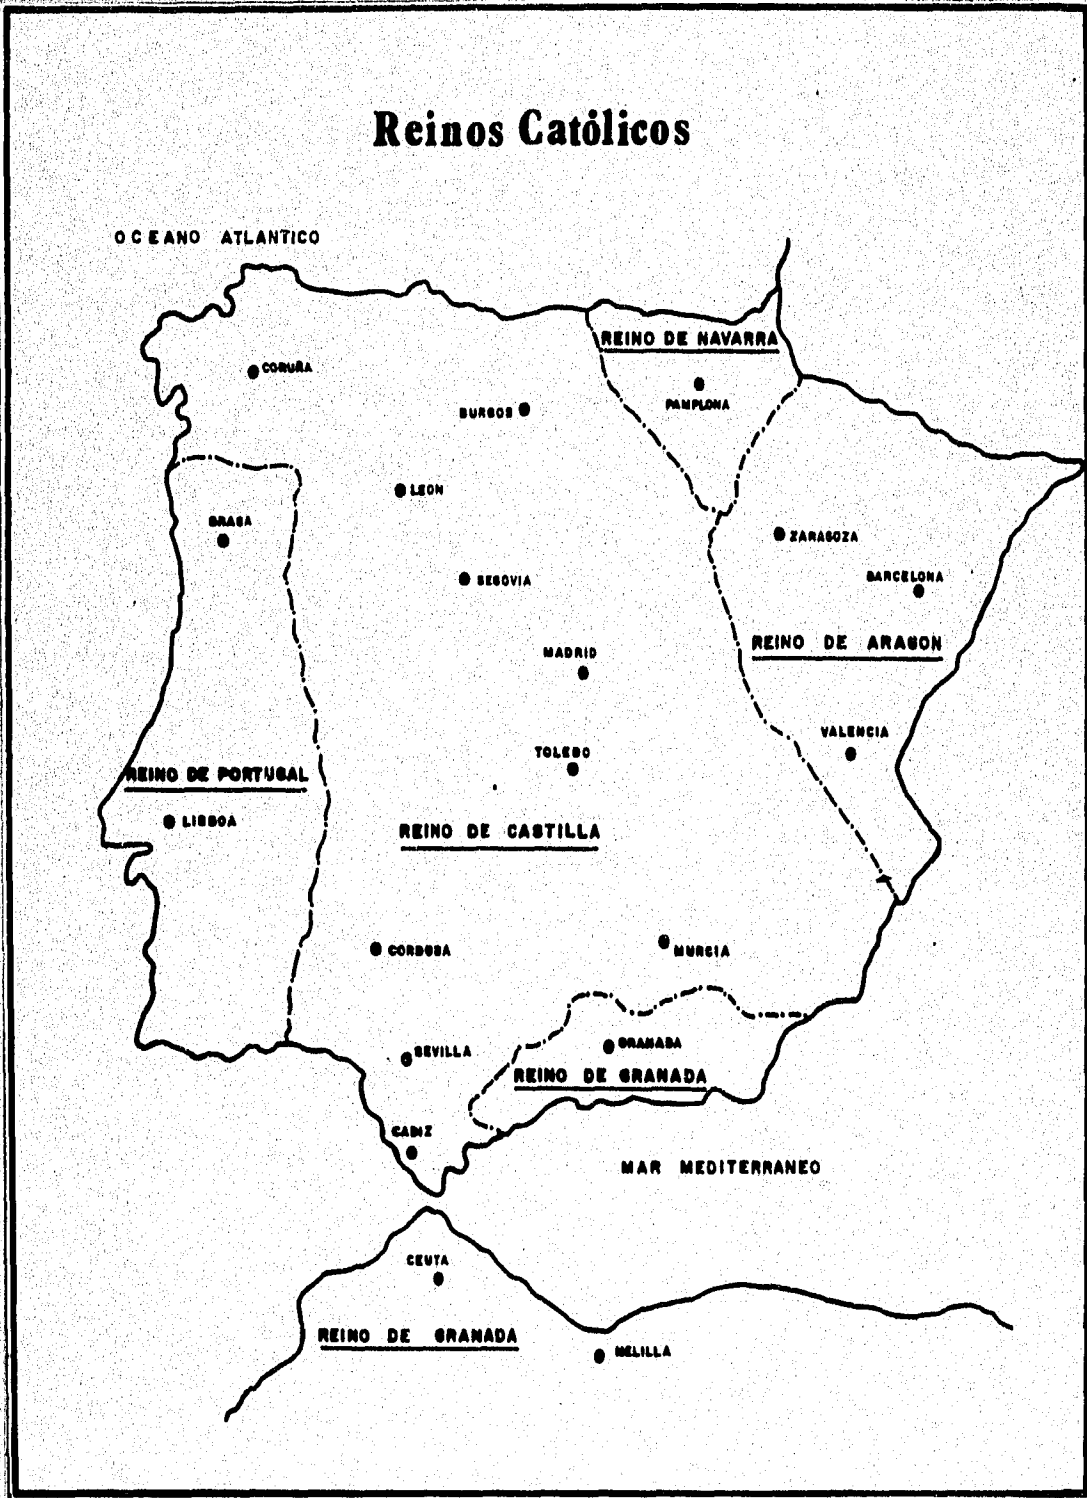 Reinos Católicos
OCEANO ATLANTICO
REINO DE NAVARRA
CORUÑA
PAMPLONA
BURGOS
LEON
BRAGA
ZARAGOZA
SEGOVIA
BARCELONA
REINO DE ARAGON
MADRID
VALENCIA
TOLEDO
REINO DE PORTUGAL
LISBOA
REINO DE CASTILLA
CORDOBA
MURCIA
GRANADA
SEVILLA
REINO DE GRANADA
CADIZ
MAR MEDITERRANEO
CEUTA
REINO DE GRANADA
MELILLA